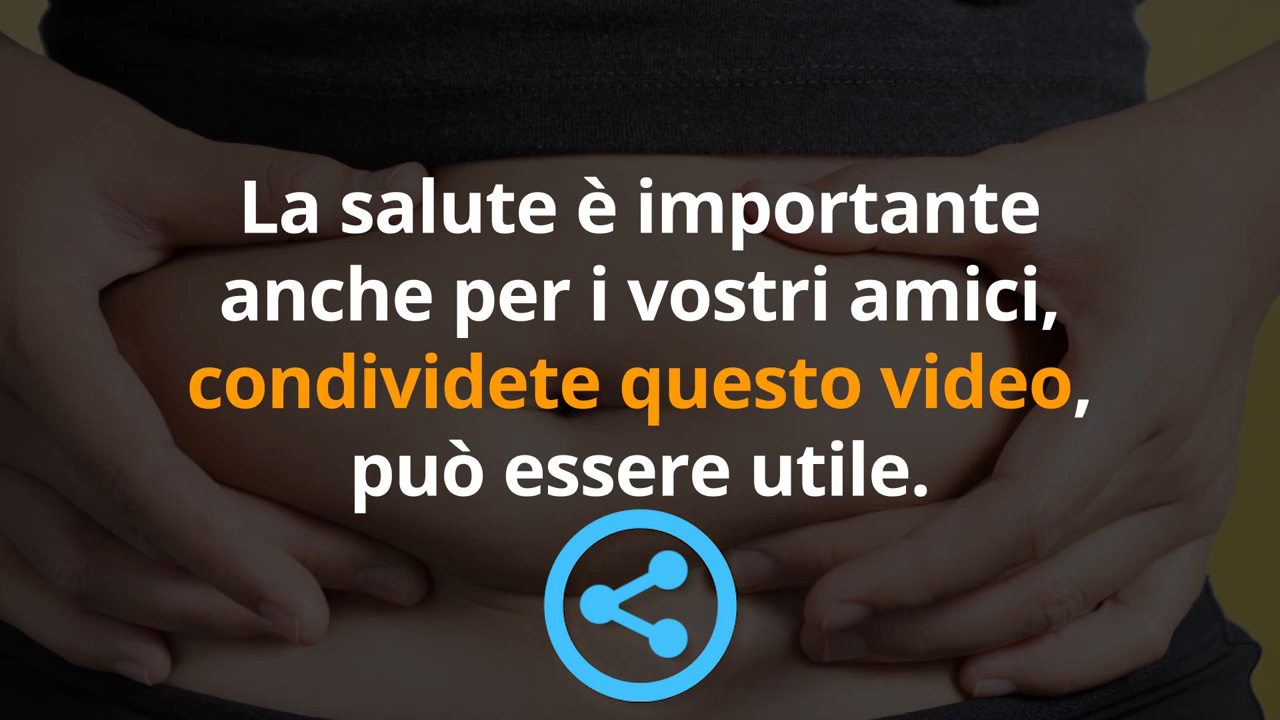 La salute è importante
anche per i vostri amici,
condividete questo video,
può essere utile.